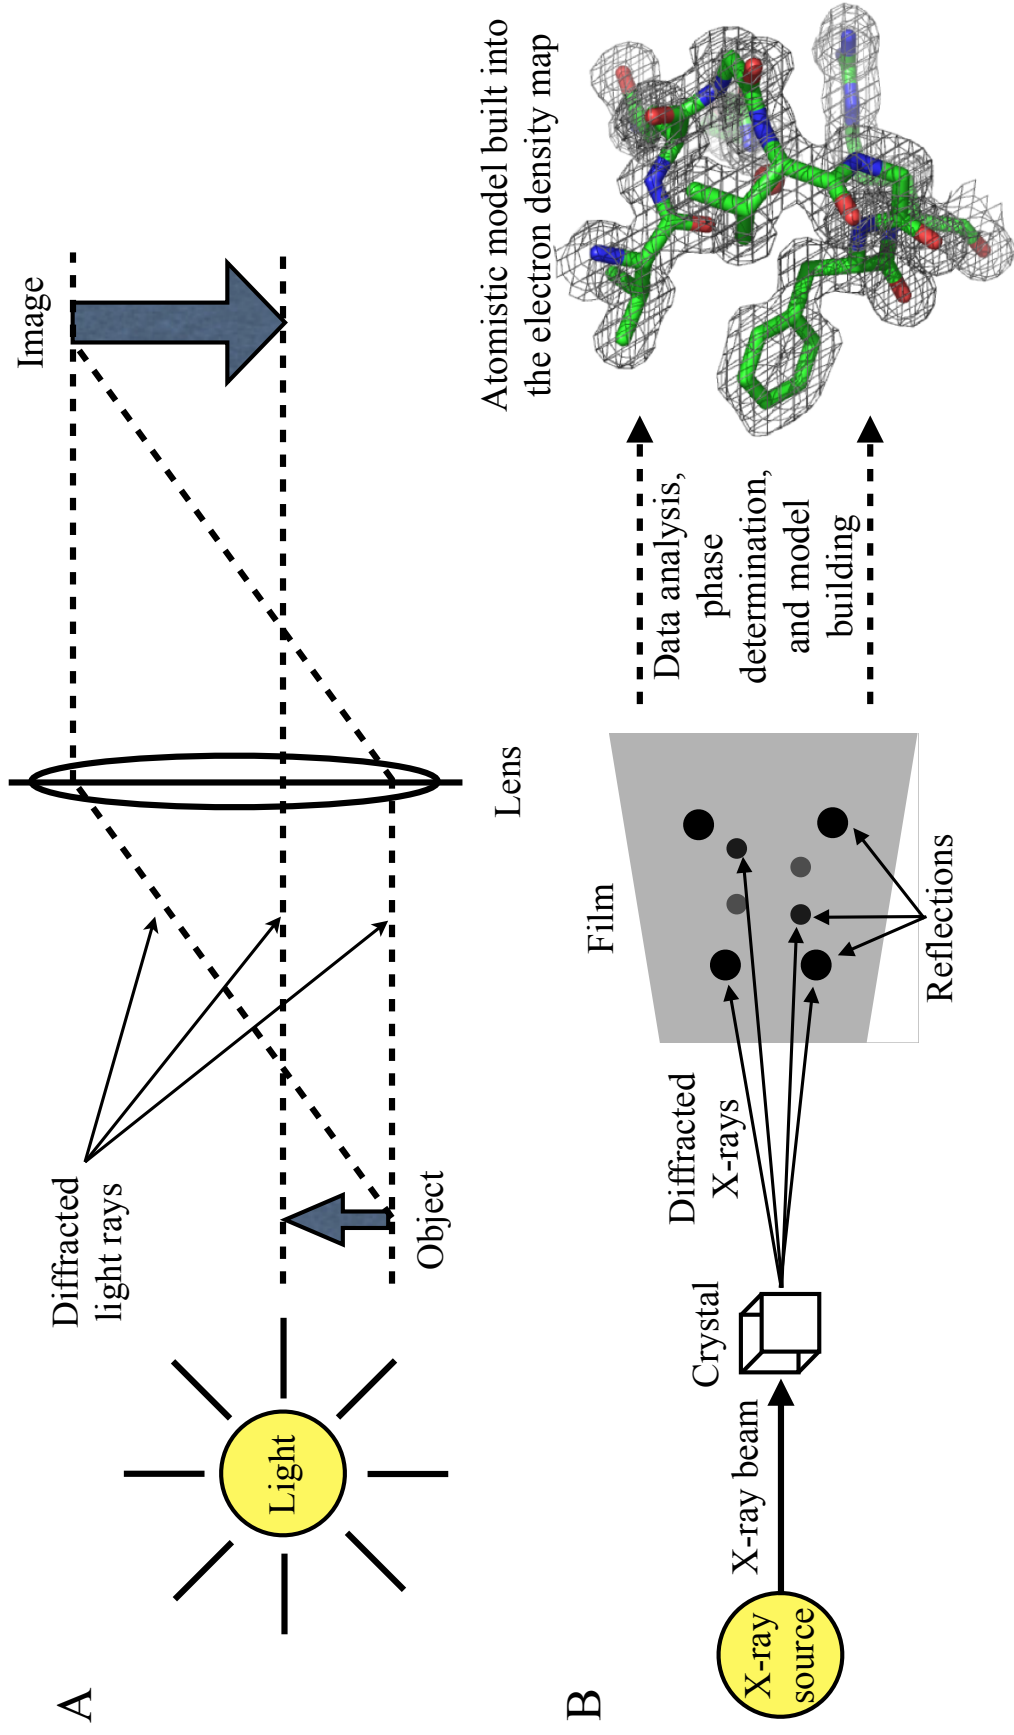 A
Light
Diffracted
light rays
Object
Lens
Image
B
X-ray
source
X-ray beam
Crystal
Diffracted
X-rays
Film
Reflections
Data analysis,
phase
determination,
and model
building
Atomistic model built into
the electron density map